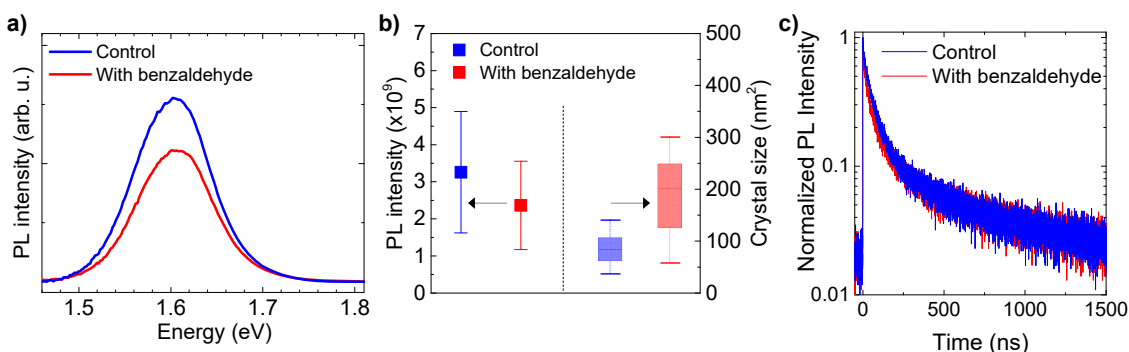 a)
Control
With benzaldehyde
PL intensity (arb. u.)
1.5 1.6 1.7 1.8
Energy (eV)
b)
Control
With benzaldehyde
7
6
5
4
3
2
1
0
PL intensity (x10⁹)
500
400
300
200
100
0
Crystal size (nm²)
c)
Control
With benzaldehyde
1
0.1
0.01
Normalized PL Intensity
0 500 1000 1500
Time (ns)